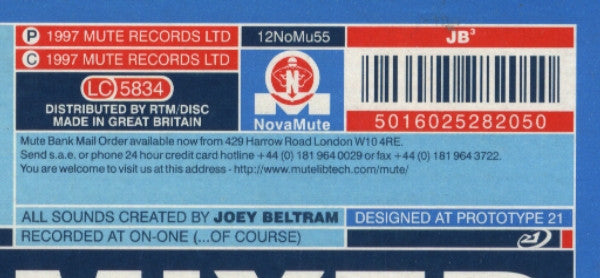 ℗ 1997 MUTE RECORDS LTD
© 1997 MUTE RECORDS LTD
LC 5834
DISTRIBUTED BY RTM/DISC
MADE IN GREAT BRITAIN
12NoMu55
N
NovaMute
JB³
5016025282050
Mute Bank Mail Order available now from 429 Harrow Road London W10 4RE.
Send s.a.e. or phone 24 hour credit card hotline +44 (0) 181 964 0029 or fax +44 (0) 181 964 3722.
You are welcome to visit us at this address - http://www.mutelibtech.com/mute/
ALL SOUNDS CREATED BY JOEY BELTRAM
DESIGNED AT PROTOTYPE 21
RECORDED AT ON-ONE (...OF COURSE)
21
MIXED